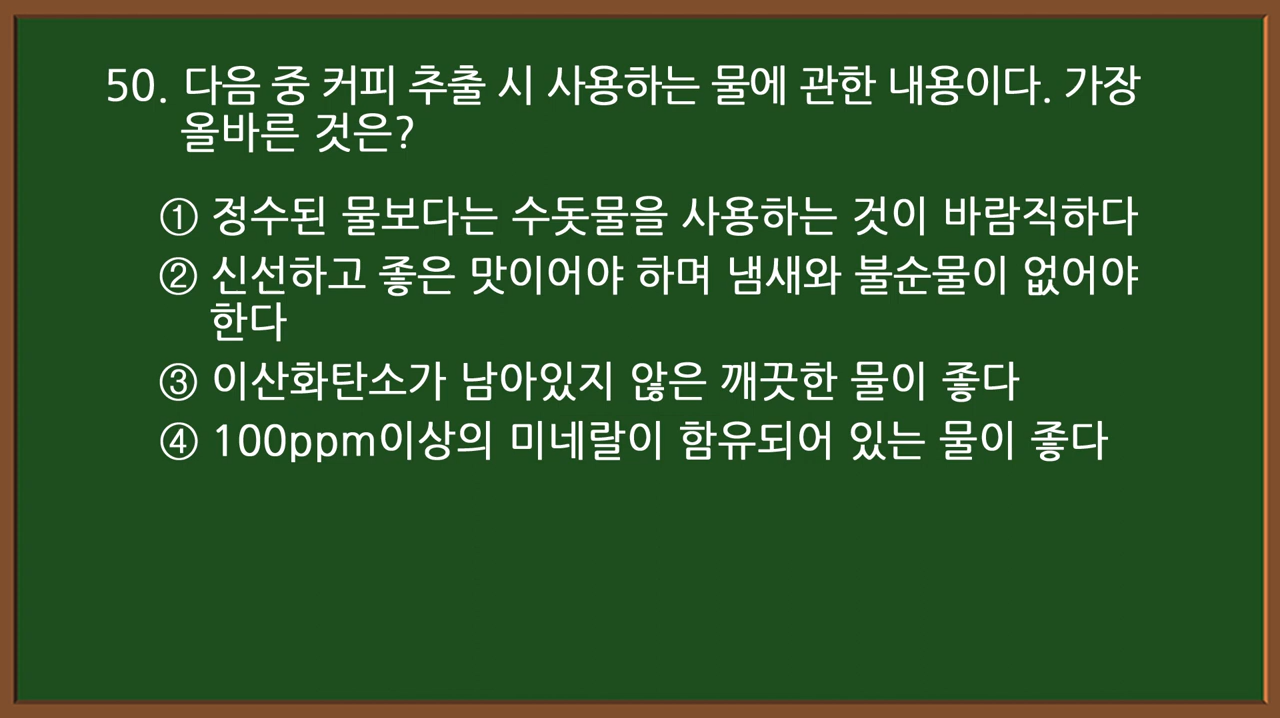 50. 다음 중 커피 추출 시 사용하는 물에 관한 내용이다. 가장
올바른 것은?
① 정수된 물보다는 수돗물을 사용하는 것이 바람직하다
② 신선하고 좋은 맛이어야 하며 냄새와 불순물이 없어야
한다
③ 이산화탄소가 남아있지 않은 깨끗한 물이 좋다
④ 100ppm이상의 미네랄이 함유되어 있는 물이 좋다